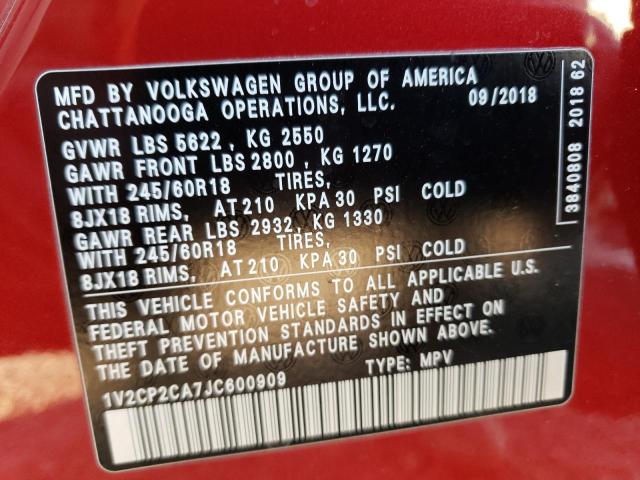 MFD BY VOLKSWAGEN GROUP OF AMERICA
CHATTANOOGA OPERATIONS, LLC. 09/2018
GVWR LBS 5622 , KG 2550
GAWR FRONT LBS 2800 , KG 1270
WITH 245/60R18 TIRES,
8JX18 RIMS, AT 210 KPA 30 PSI COLD
GAWR REAR LBS 2932, KG 1330
WITH 245/60R18 TIRES,
8JX18 RIMS, AT 210 KPA 30 PSI COLD
THIS VEHICLE CONFORMS TO ALL APPLICABLE U.S.
FEDERAL MOTOR VEHICLE SAFETY AND
THEFT PREVENTION STANDARDS IN EFFECT ON
THE DATE OF MANUFACTURE SHOWN ABOVE.
1V2CP2CA7JC600909 TYPE: MPV
3840808 2018 62